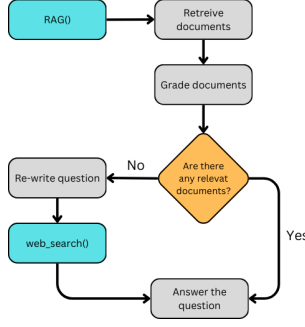 RAG()
Retreive
documents
Grade documents
Are there
any relevat
documents?
No
Yes
Re-write question
web_search()
Answer the
question